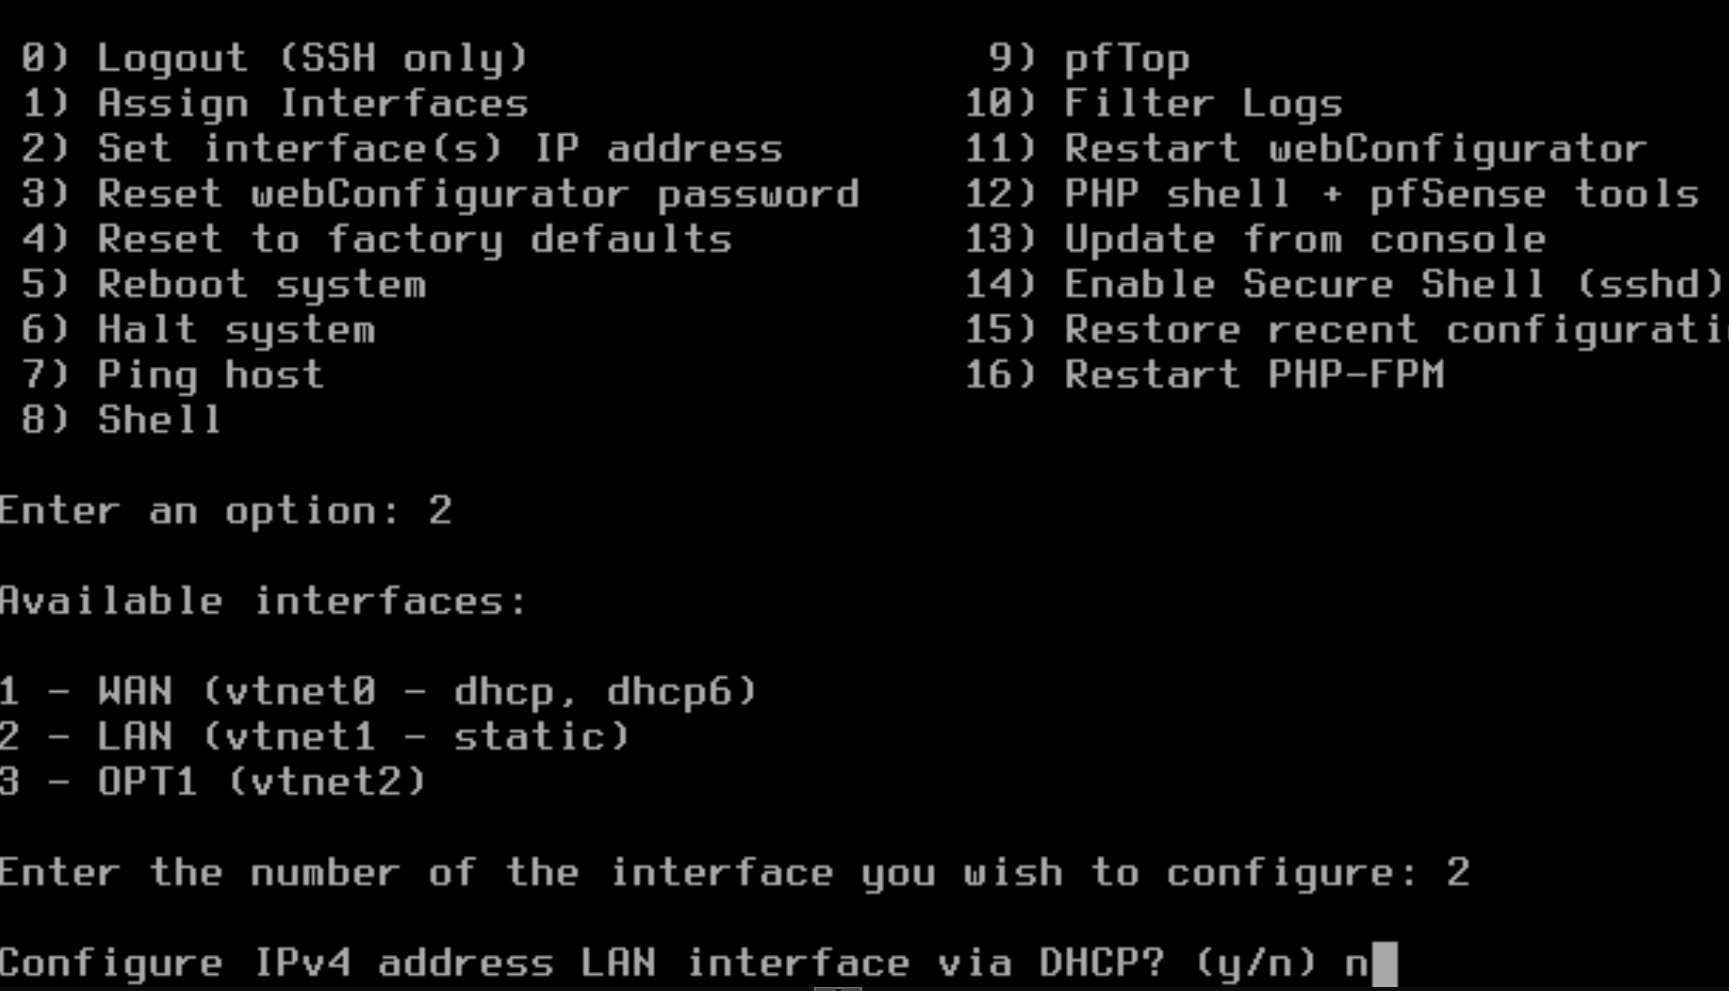 0) Logout (SSH only) 9) pfTop
1) Assign Interfaces 10) Filter Logs
2) Set interface(s) IP address 11) Restart webConfigurator
3) Reset webConfigurator password 12) PHP shell + pfSense tools
4) Reset to factory defaults 13) Update from console
5) Reboot system 14) Enable Secure Shell (sshd)
6) Halt system 15) Restore recent
7) Ping host 16) Restart PHP-FPM
8) Shell
Enter an option: 2
Available interfaces:
1 - WAN (vtnet0 - dhcp, dhcp6)
2 - LAN (vtnet1 - static)
3 - OPT1 (vtnet2)
Enter the number of the interface you wish to configure: 2
Configure IPv4 address LAN interface via DHCP? (y/n) n